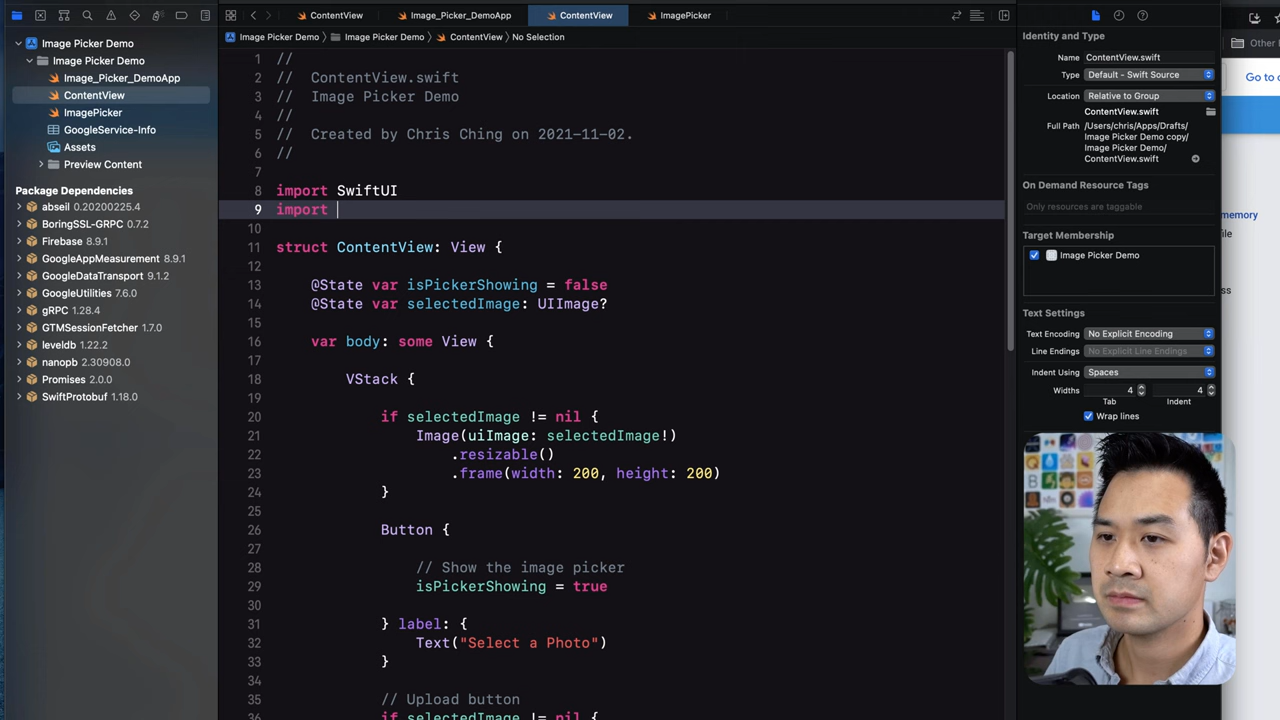 ContentView
Image_Picker_DemoApp
ContentView
ImagePicker
Image Picker Demo
Image Picker Demo
Image_Picker_DemoApp
ContentView
ImagePicker
GoogleService-Info
Assets
Preview Content
Package Dependencies
abseil 0.20200225.4
BoringSSL-GRPC 0.7.2
Firebase 8.9.1
GoogleAppMeasurement 8.9.1
GoogleDataTransport 9.1.2
GoogleUtilities 7.6.0
gRPC 1.28.4
GTMSessionFetcher 1.7.0
leveldb 1.22.2
nanopb 2.30908.0
Promises 2.0.0
SwiftProtobuf 1.18.0
Image Picker Demo
Image Picker Demo
ContentView
No Selection
1 //
2 // ContentView.swift
3 // Image Picker Demo
4 //
5 // Created by Chris Ching on 2021-11-02.
6 //
7
8 import SwiftUI
9 import
10
11 struct ContentView: View {
12
13 @State var isPickerShowing = false
14 @State var selectedImage: UIImage?
15
16 var body: some View {
17
18 VStack {
19
20 if selectedImage != nil {
21 Image(uiImage: selectedImage!)
22 .resizable()
23 .frame(width: 200, height: 200)
24 }
25
26 Button {
27
28 // Show the image picker
29 isPickerShowing = true
30
31 } label: {
32 Text("Select a Photo")
33 }
34
35 // Upload button
36 if selectedImage != nil {
Identity and Type
Name ContentView.swift
Type Default - Swift Source
Location Relative to Group
ContentView.swift
Full Path /Users/chris/Apps/Drafts/
Image Picker Demo copy/
Image Picker Demo/
ContentView.swift
On Demand Resource Tags
Only resources are taggable
Target Membership
Image Picker Demo
Text Settings
Text Encoding No Explicit Encoding
Line Endings No Explicit Line Endings
Indent Using Spaces
Widths 4 4
Tab Indent
Wrap lines
Other
Go to
memory